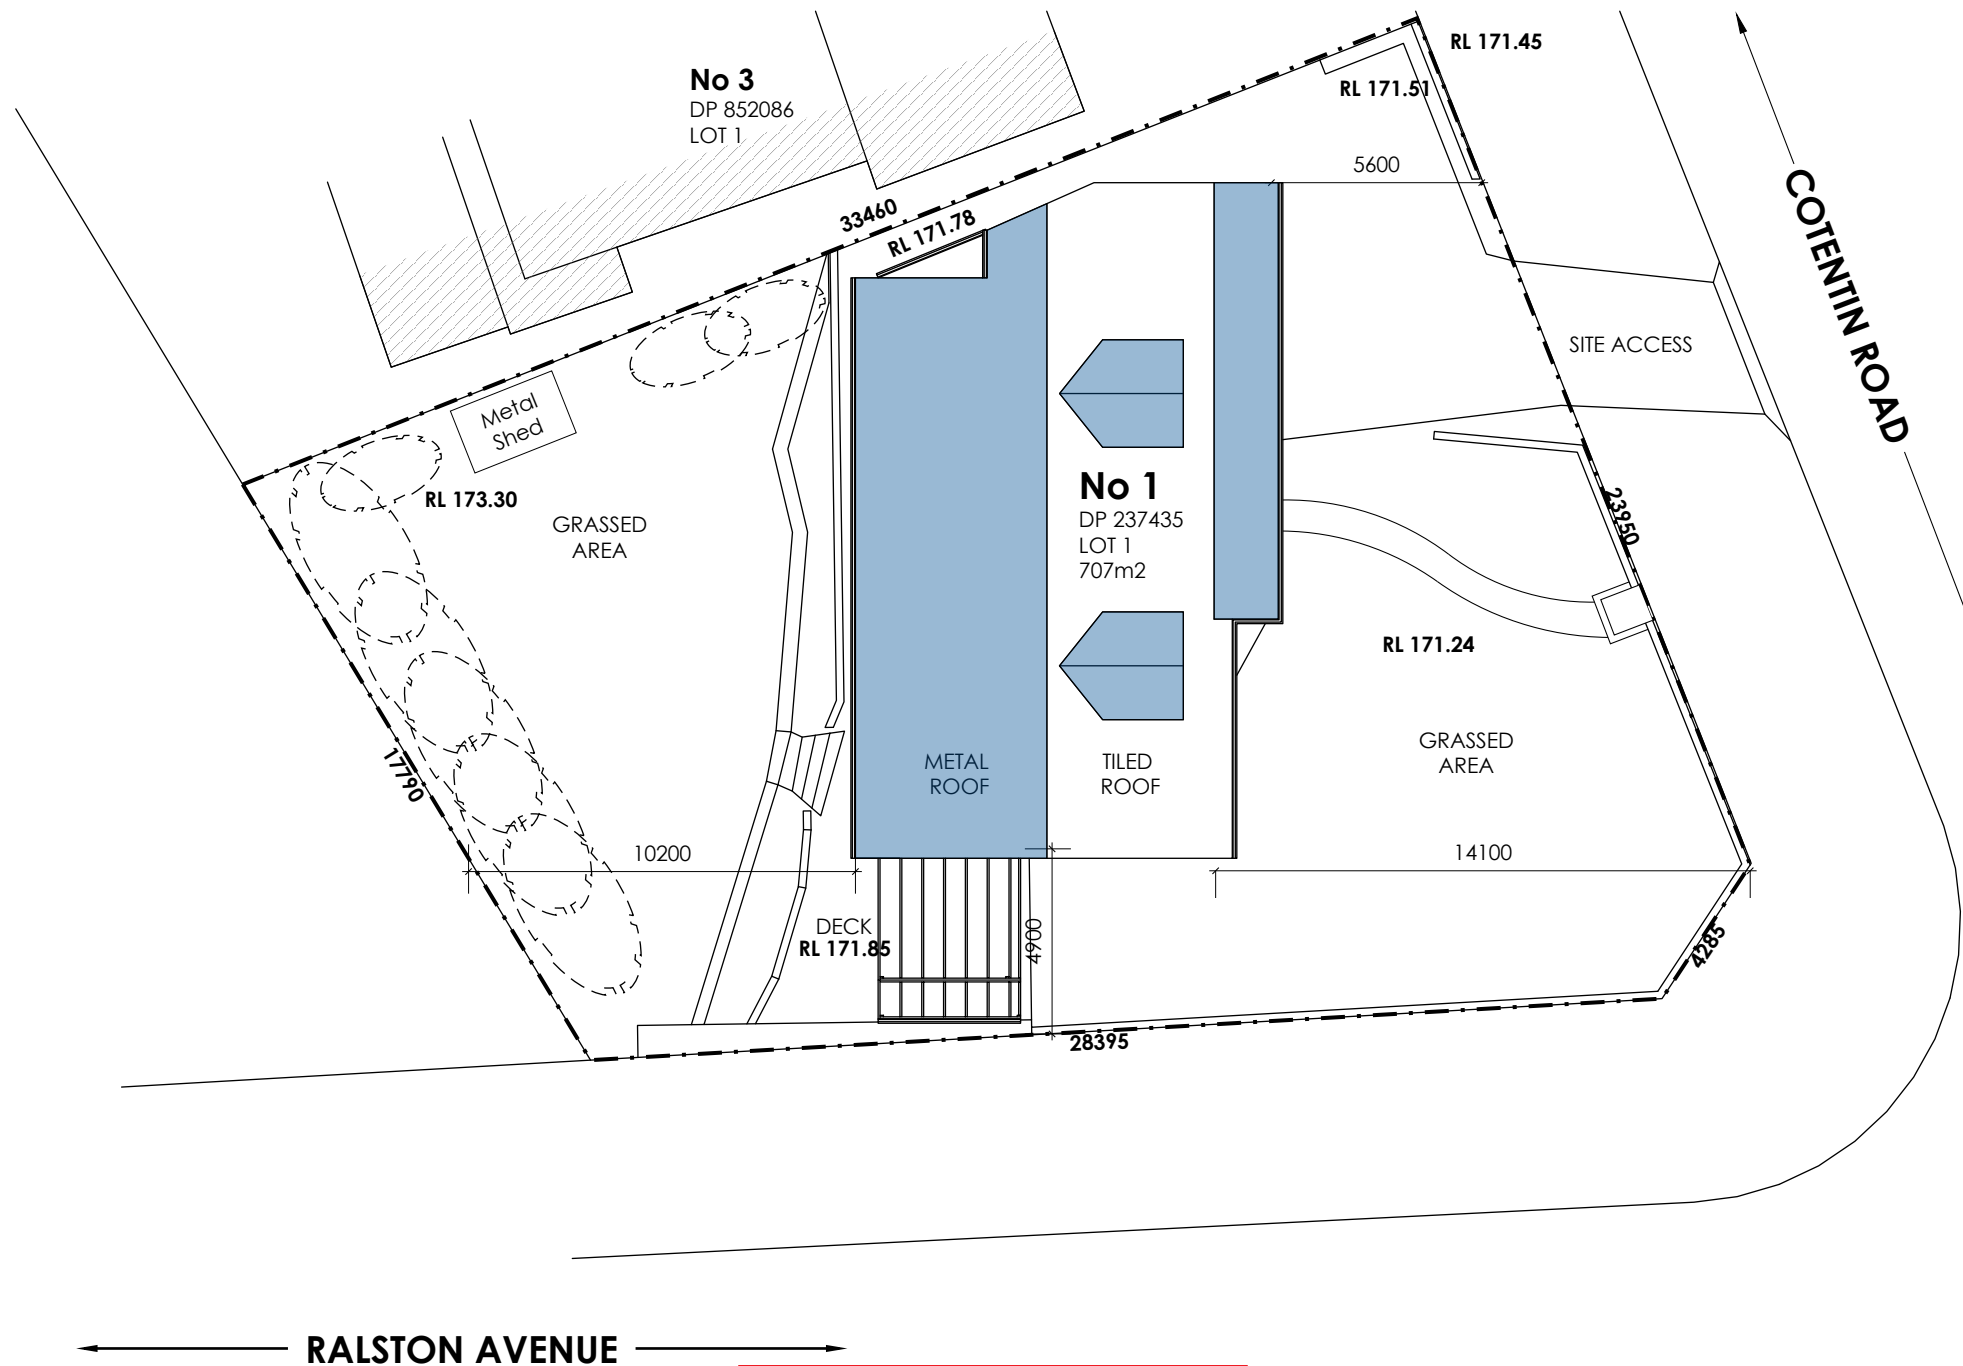 RL 171.45
No 3
DP 852086
LOT 1
RL 171.51
5600
33460
RL 171.78
COTENTIN ROAD
SITE ACCESS
Metal
Shed
RL 173.30
GRASSED
AREA
No 1
DP 237435
LOT 1
707m2
23950
RL 171.24
GRASSED
AREA
METAL
ROOF
TILED
ROOF
17790
10200
14100
DECK
RL 171.85
4900
4285
28395
RALSTON AVENUE